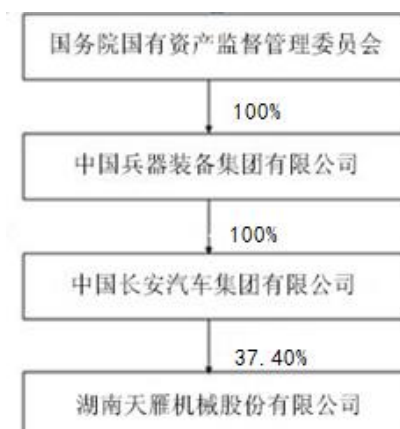 国务院国有资产监督管理委员会
100%
中国兵器装备集团有限公司
100%
中国长安汽车集团有限公司
37.40%
湖南天雁机械股份有限公司